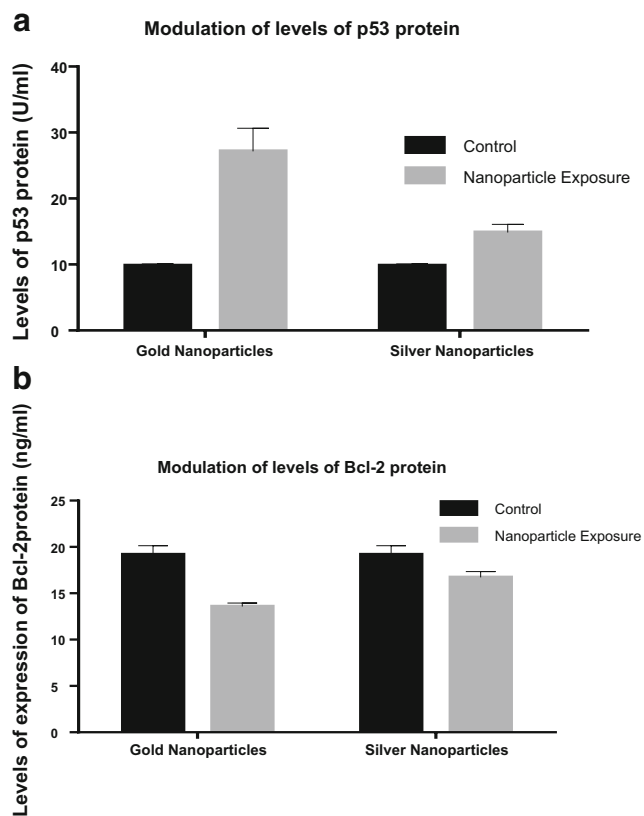 a
Modulation of levels of p53 protein
Levels of p53 protein (U/ml)
40
30
20
10
0
Control
Nanoparticle Exposure
Gold Nanoparticles
Silver Nanoparticles
b
Modulation of levels of Bcl-2 protein
Levels of expression of Bcl-2protein (ng/ml)
25
20
15
10
5
0
Control
Nanoparticle Exposure
Gold Nanoparticles
Silver Nanoparticles